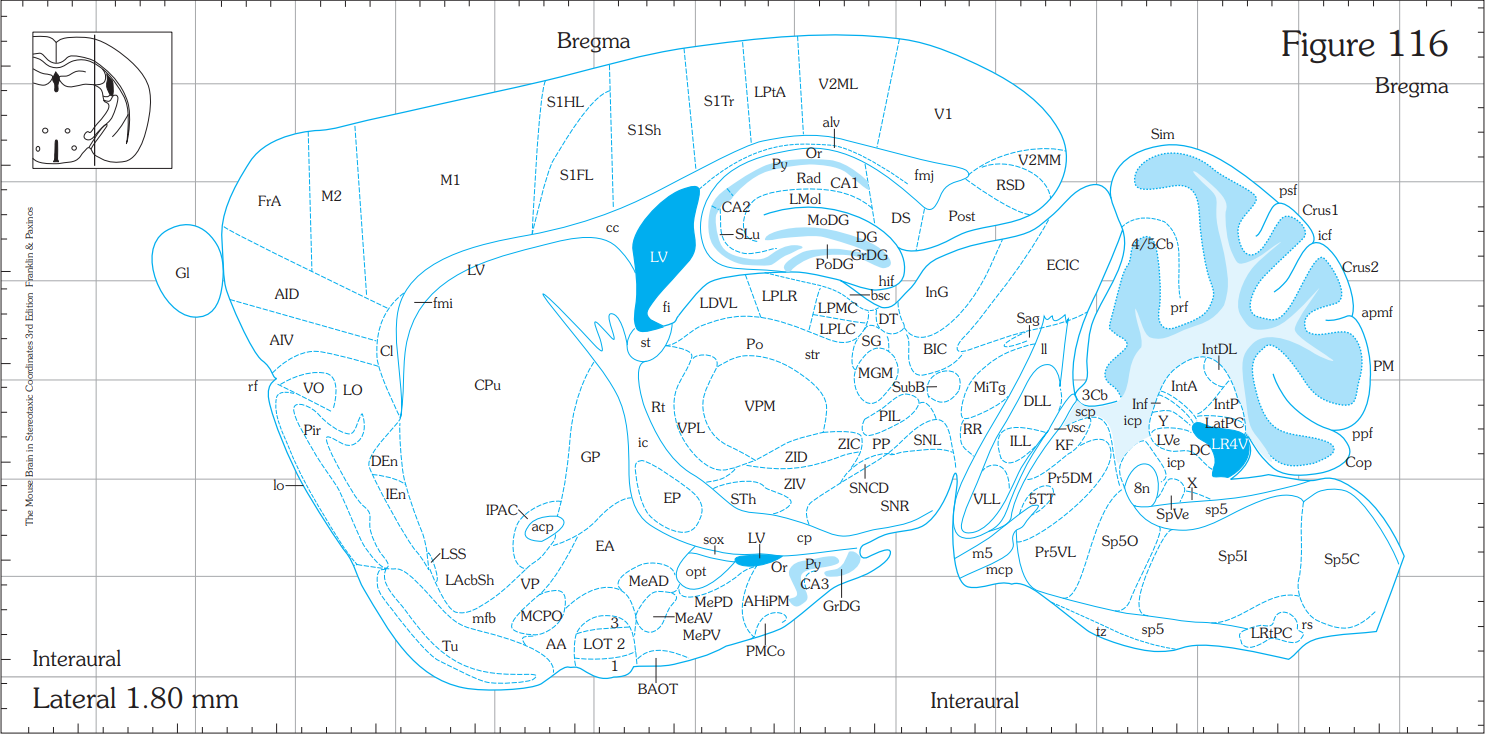 Bregma
Figure 116
Bregma
S1HL
S1Sh
S1Tr
LPtA
V2ML
V1
S1FL
alv
Sim
FrA
M2
M1
Py
Or
Rad
CA1
fmj
V2MM
RSD
psf
LMol
CA2
MoDG
DS
Post
Crus1
SLu
DG
icf
cc
LV
GrDG
PoDG
4/5Cb
ECIC
Crus2
Gl
LV
hif
bsc
InG
AID
fmi
fi
LDVL
LPLR
LPMC
prf
apmf
LPLC
DT
Sag
AIV
Cl
st
Po
str
SG
BIC
ll
IntDL
PM
rf
VO
LO
CPu
MGM
SubB
MiTg
IntA
DLL
3Cb
Rt
VPM
PIL
scp
Inf
IntP
Pir
VPL
RR
vsc
icp
Y
LatPC
ppf
ic
ZIC
PP
SNL
ILL
KF
LVe
DC
LR4V
DEn
GP
ZID
icp
Cop
lo
IEn
EP
STh
ZIV
SNCD
SNR
VLL
Pr5DM
5TT
8n
X
SpVe
sp5
IPAC
acp
sox
LV
cp
LSS
EA
opt
Or
Py
m5
mcp
Pr5VL
Sp5O
Sp5I
Sp5C
LAcbSh
VP
MeAD
CA3
mfb
MCPO
MePD
AHiPM
GrDG
3
MeAV
MePV
Tu
AA
LOT 2
PMCo
tz
sp5
LRtPC
rs
1
BAOT
Interaural
Lateral 1.80 mm
Interaural
The Mouse Brain in Stereotaxic Coordinates 3rd Edition Franklin & Paxinos